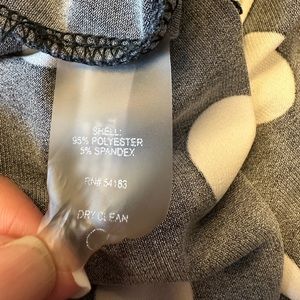 SHELL:
95% POLYESTER
5% SPANDEX
RN# 54183
DRY CLEAN